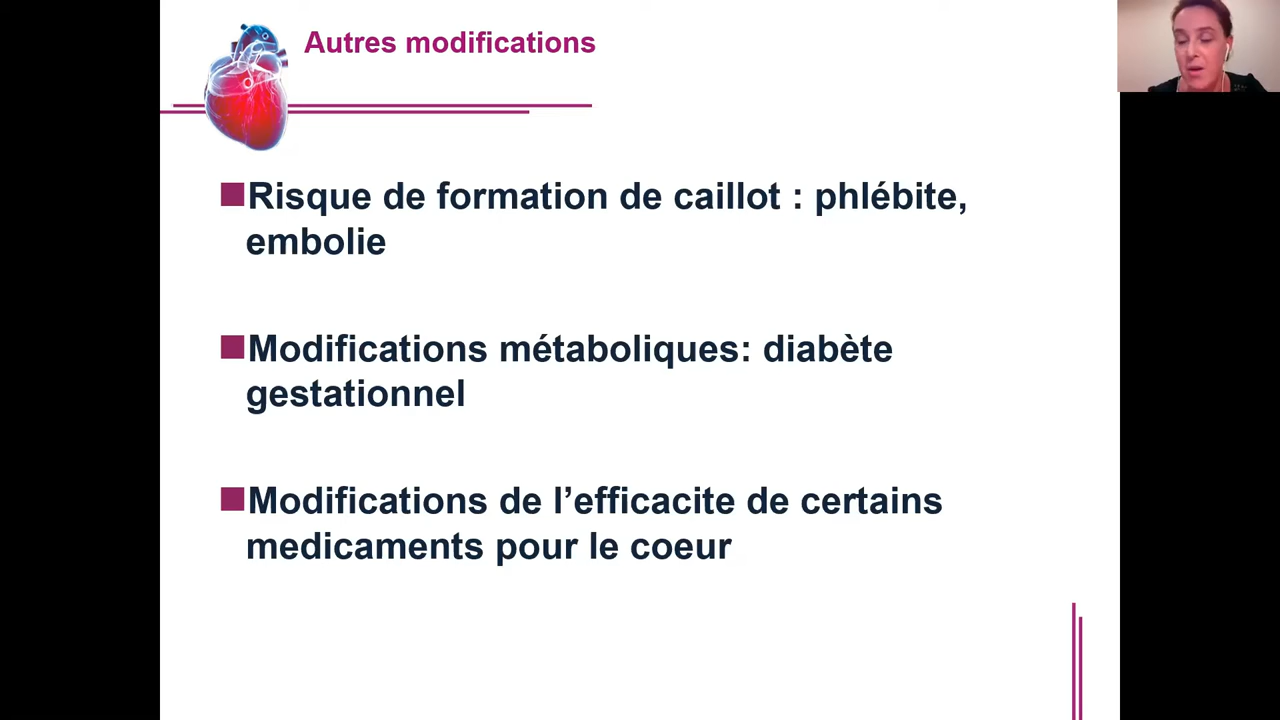 Autres modifications
Risque de formation de caillot : phlébite,
embolie
Modifications métaboliques: diabète
gestationnel
Modifications de l’efficacite de certains
medicaments pour le coeur